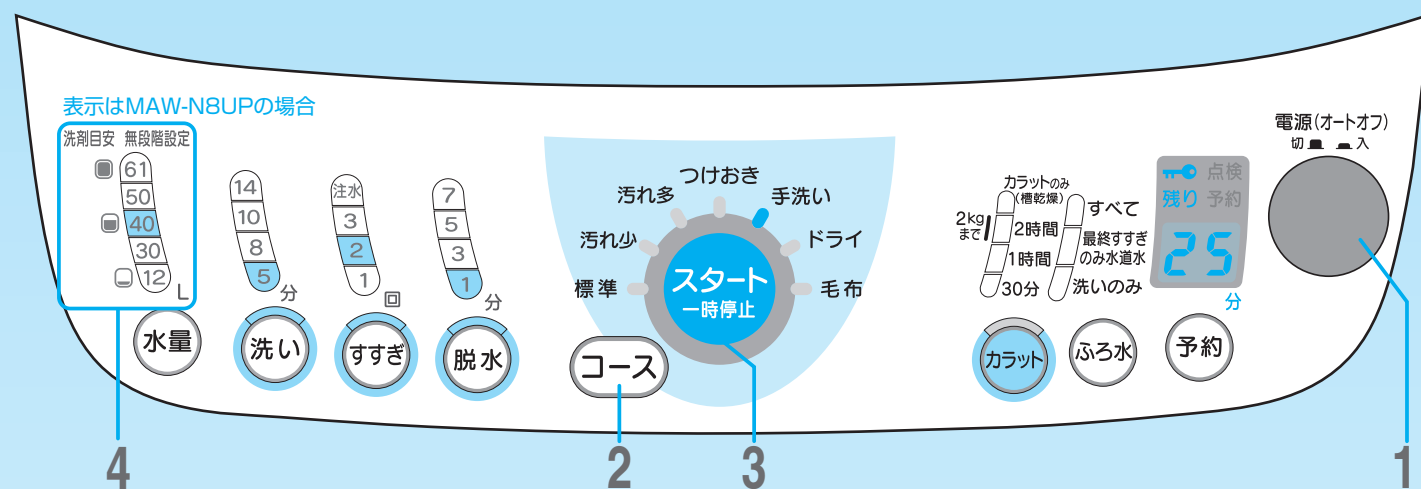 表示はMAW-N8UPの場合
洗剤目安 無段階設定
61
50
40
30
12
L
水量
14
10
8
5
分
洗い
注水
3
2
1
回
すすぎ
7
5
3
1
分
脱水
つけおき
汚れ多
手洗い
汚れ少
ドライ
標準
毛布
スタート
一時停止
コース
カラットのみ
(槽乾燥)
2kg
まで
2時間
1時間
30分
カラット
すべて
最終すすぎ
のみ水道水
洗いのみ
ふろ水
点検
残り 予約
25
分
予約
電源(オートオフ)
切 入
4
2
3
1